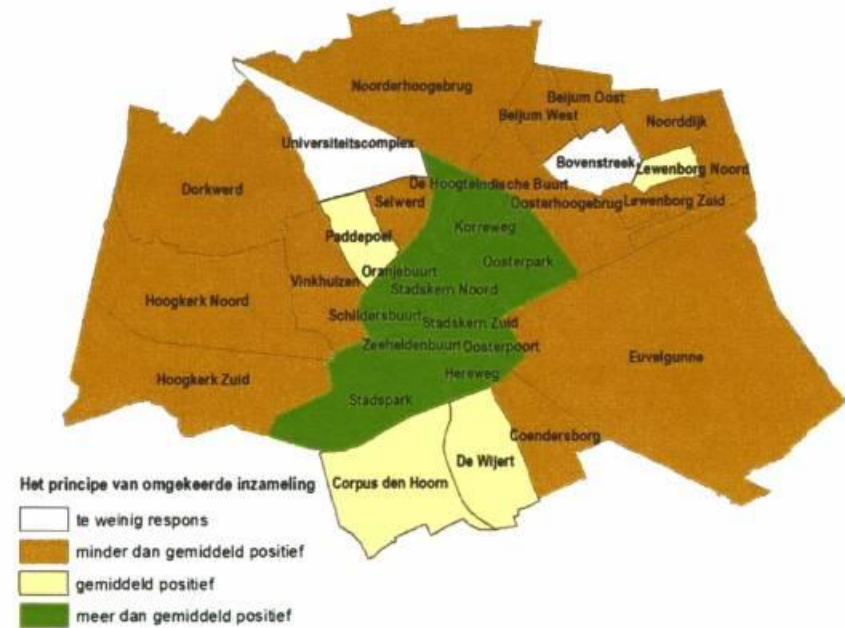 Noorderhoogebrug
Beijum Oost
Beijum West
Noorddijk
Universiteitscomplex
Bovenstreek
Lewenborg Noord
Dorkwerd
De Hoogte
Indische Buurt
Selwerd
Oosterhoogebrug
Lewenborg Zuid
Korreweg
Paddepoel
Oosterpark
Oranjebuurt
Vinkhuizen
Stadskern Noord
Hoogkerk Noord
Schildersbuurt
Stadskern Zuid
Zeeheldenbuurt
Oosterpoort
Euvelgunne
Hoogkerk Zuid
Hereweg
Stadspark
Coendersborg
De Wijert
Corpus den Hoorn
Het principe van omgekeerde inzameling
te weinig respons
minder dan gemiddeld positief
gemiddeld positief
meer dan gemiddeld positief